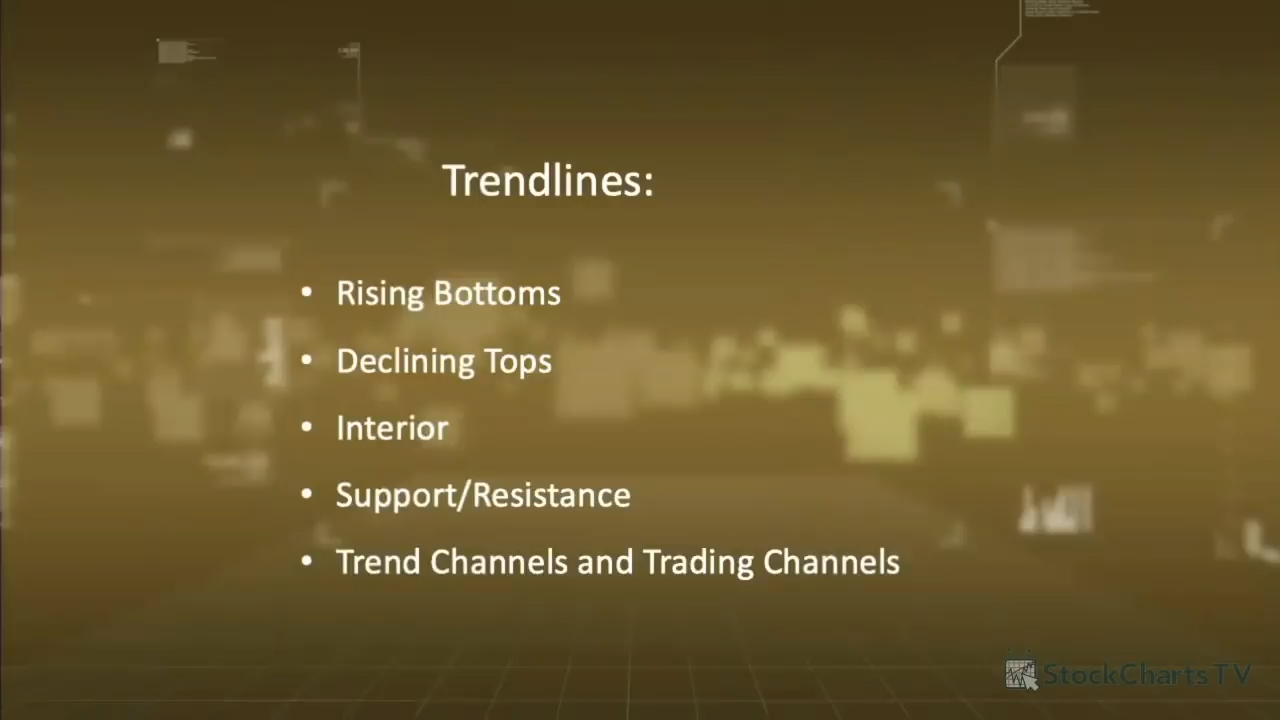 Trendlines:
• Rising Bottoms
• Declining Tops
• Interior
• Support/Resistance
• Trend Channels and Trading Channels
StockChartsTV